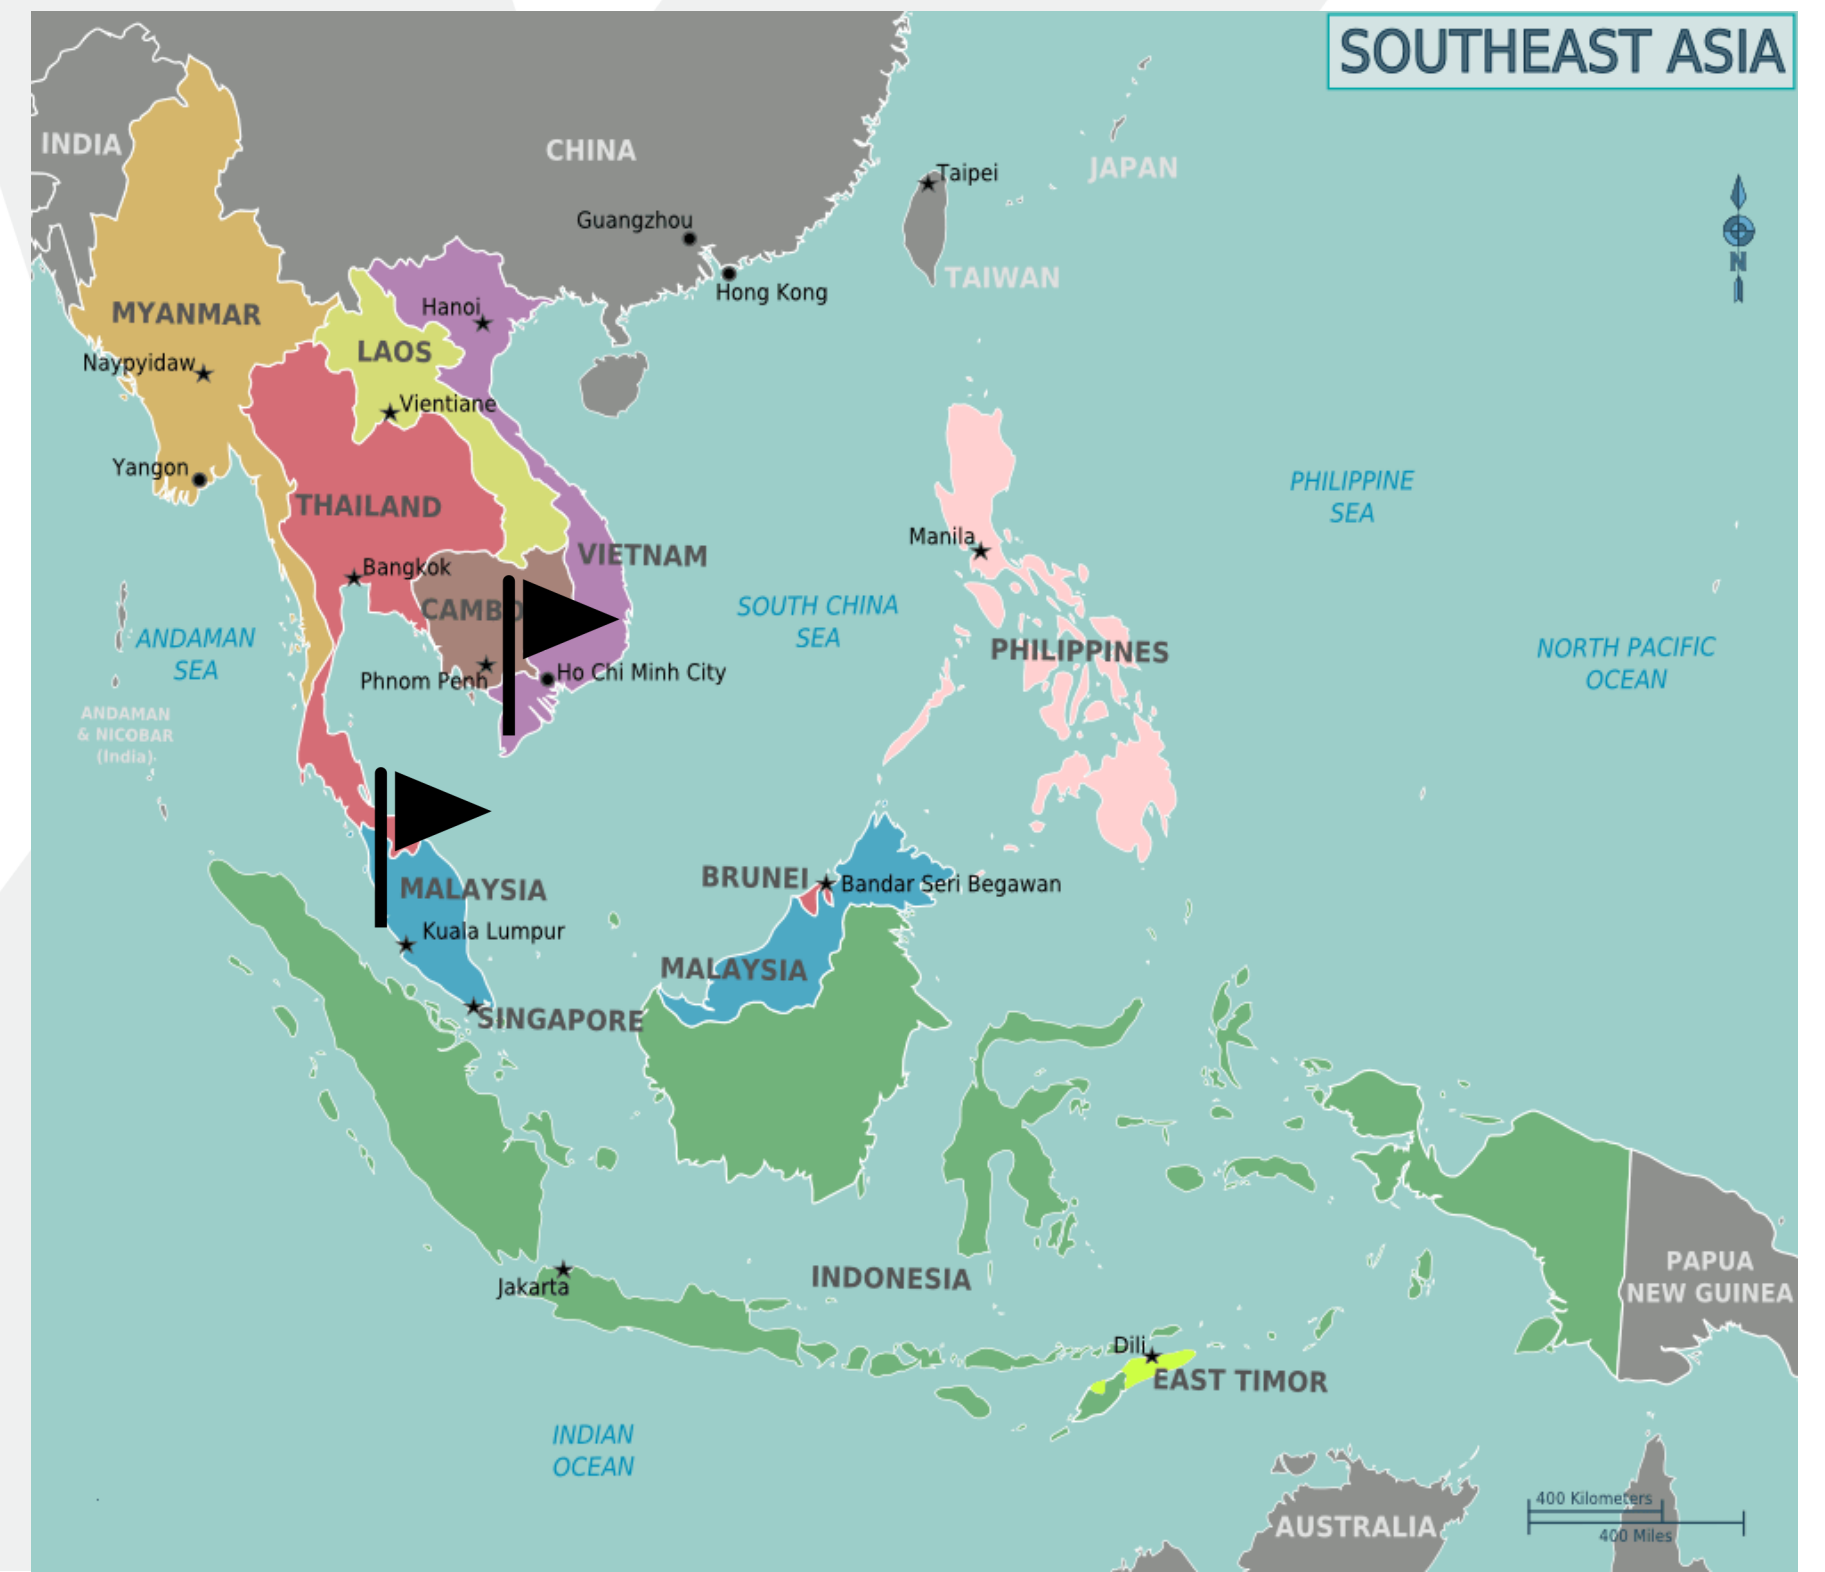 SOUTHEAST ASIA
INDIA
CHINA
JAPAN
Taipei
Guangzhou
TAIWAN
N
Hong Kong
MYANMAR
Hanoi
LAOS
Naypyidaw
Vientiane
Yangon
PHILIPPINE
SEA
THAILAND
Manila
VIETNAM
Bangkok
CAMBO
SOUTH CHINA
SEA
ANDAMAN
SEA
PHILIPPINES
NORTH PACIFIC
OCEAN
Phnom Penh
Ho Chi Minh City
ANDAMAN
& NICOBAR
(India)
BRUNEI
Bandar Seri Begawan
MALAYSIA
Kuala Lumpur
MALAYSIA
SINGAPORE
INDONESIA
Jakarta
PAPUA
NEW GUINEA
Dili
EAST TIMOR
INDIAN
OCEAN
400 Kilometers
AUSTRALIA
400 Miles